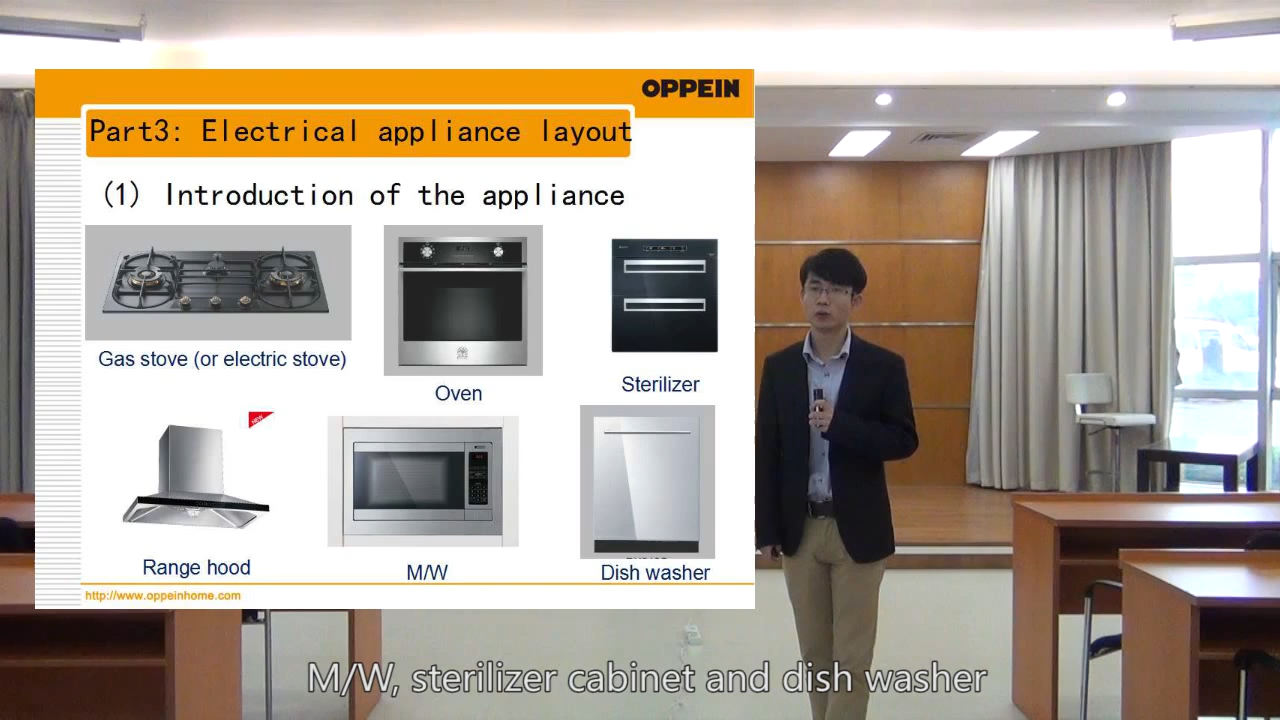 OPPEIN
Part3: Electrical appliance layout
(1) Introduction of the appliance
Gas stove (or electric stove)
Oven
Sterilizer
NEW
Range hood
M/W
Dish washer
http://www.oppeinhome.com
M/W, sterilizer cabinet and dish washer